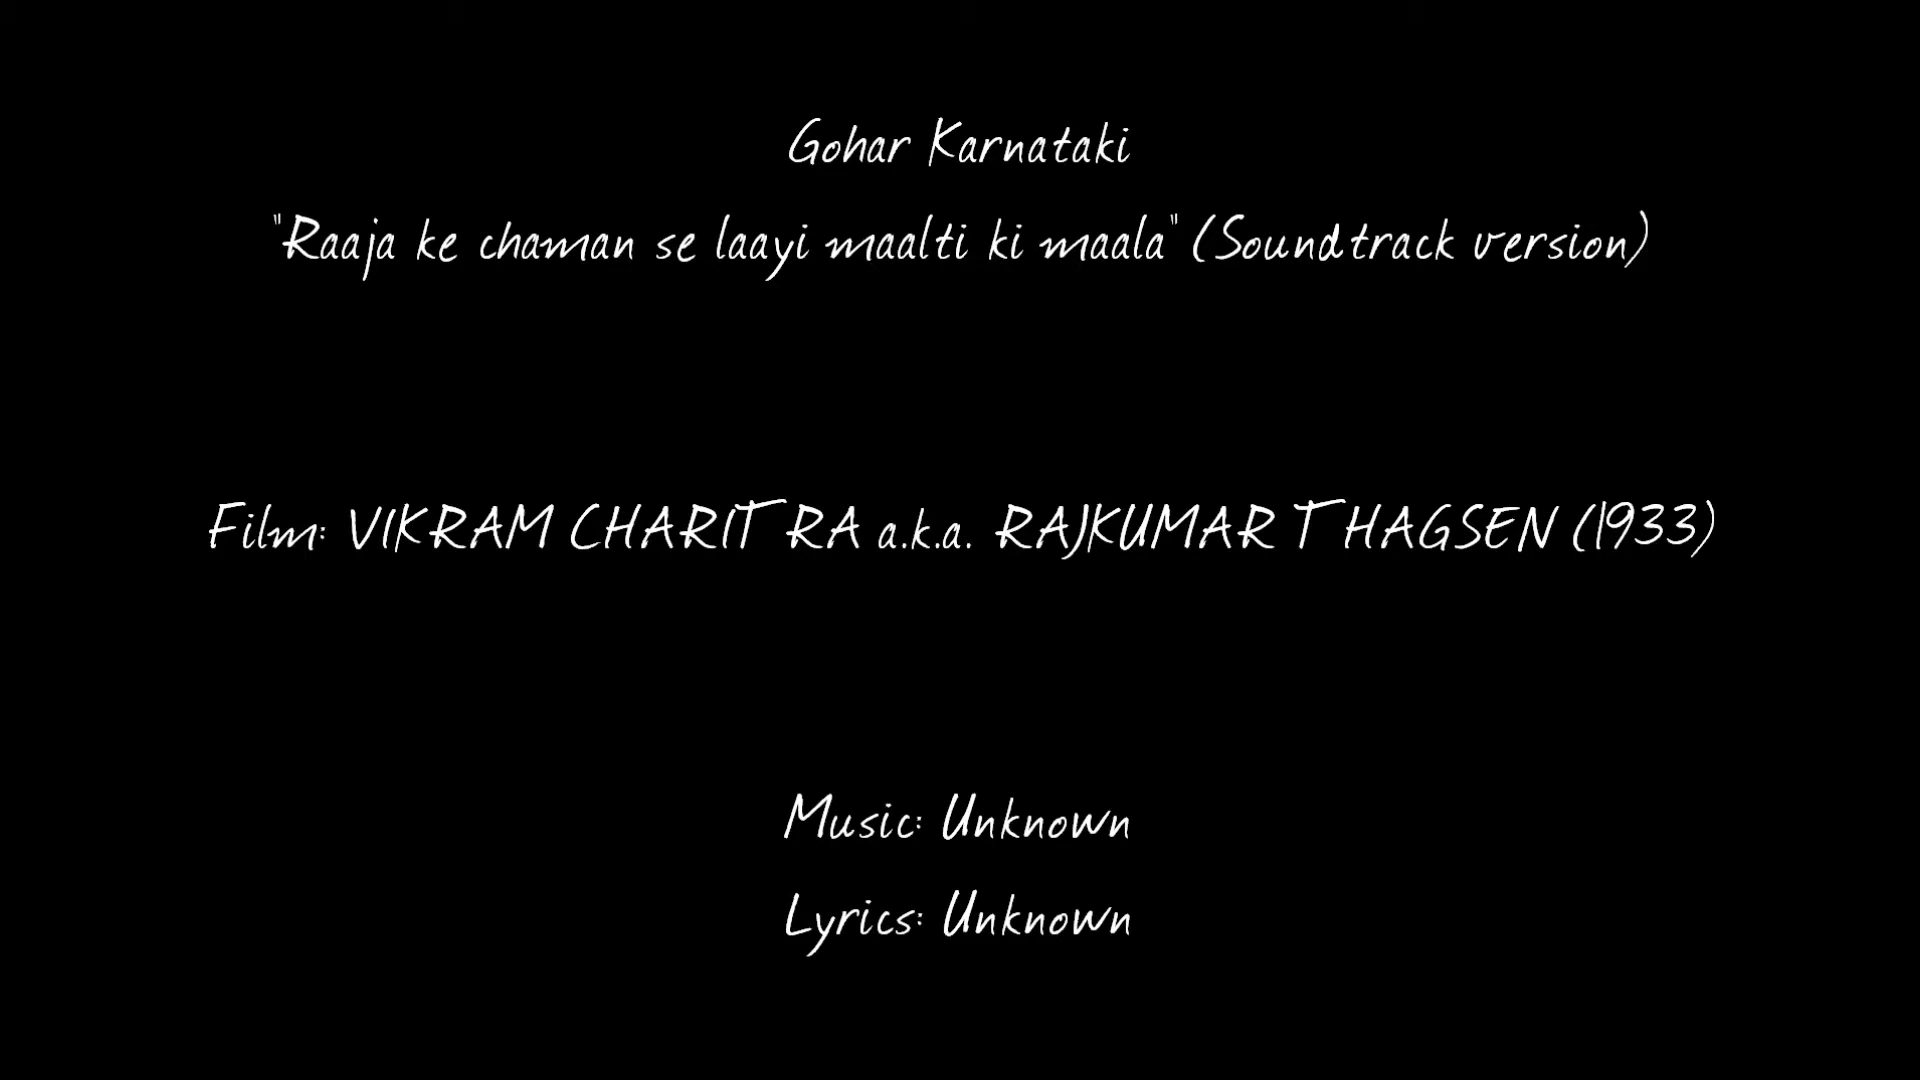 Gohar Karnataki
"Raaja ke chaman se laayi maalti ki maala" (Soundtrack version)
Film: VIKRAM CHARITRA a.k.a. RAJKUMAR THAGSEN (1933)
Music: Unknown
Lyrics: Unknown